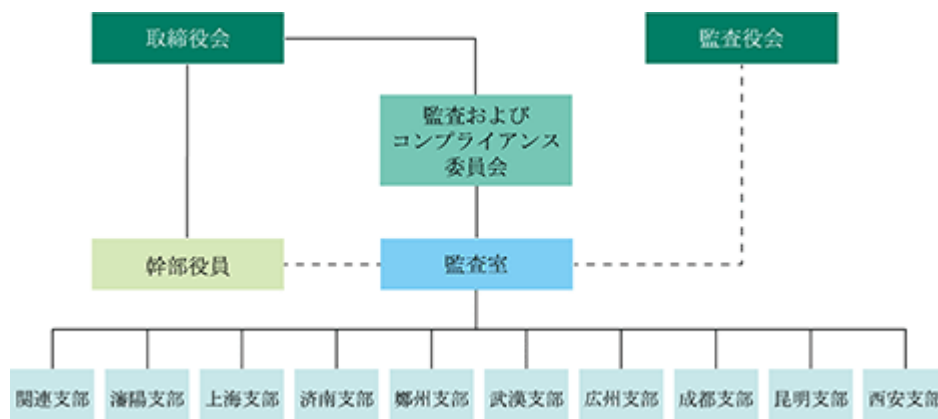 取締役会
監査役会
監査および
コンプライアンス
委員会
幹部役員
監査室
関連支部
瀋陽支部
上海支部
済南支部
鄭州支部
武漢支部
広州支部
成都支部
昆明支部
西安支部